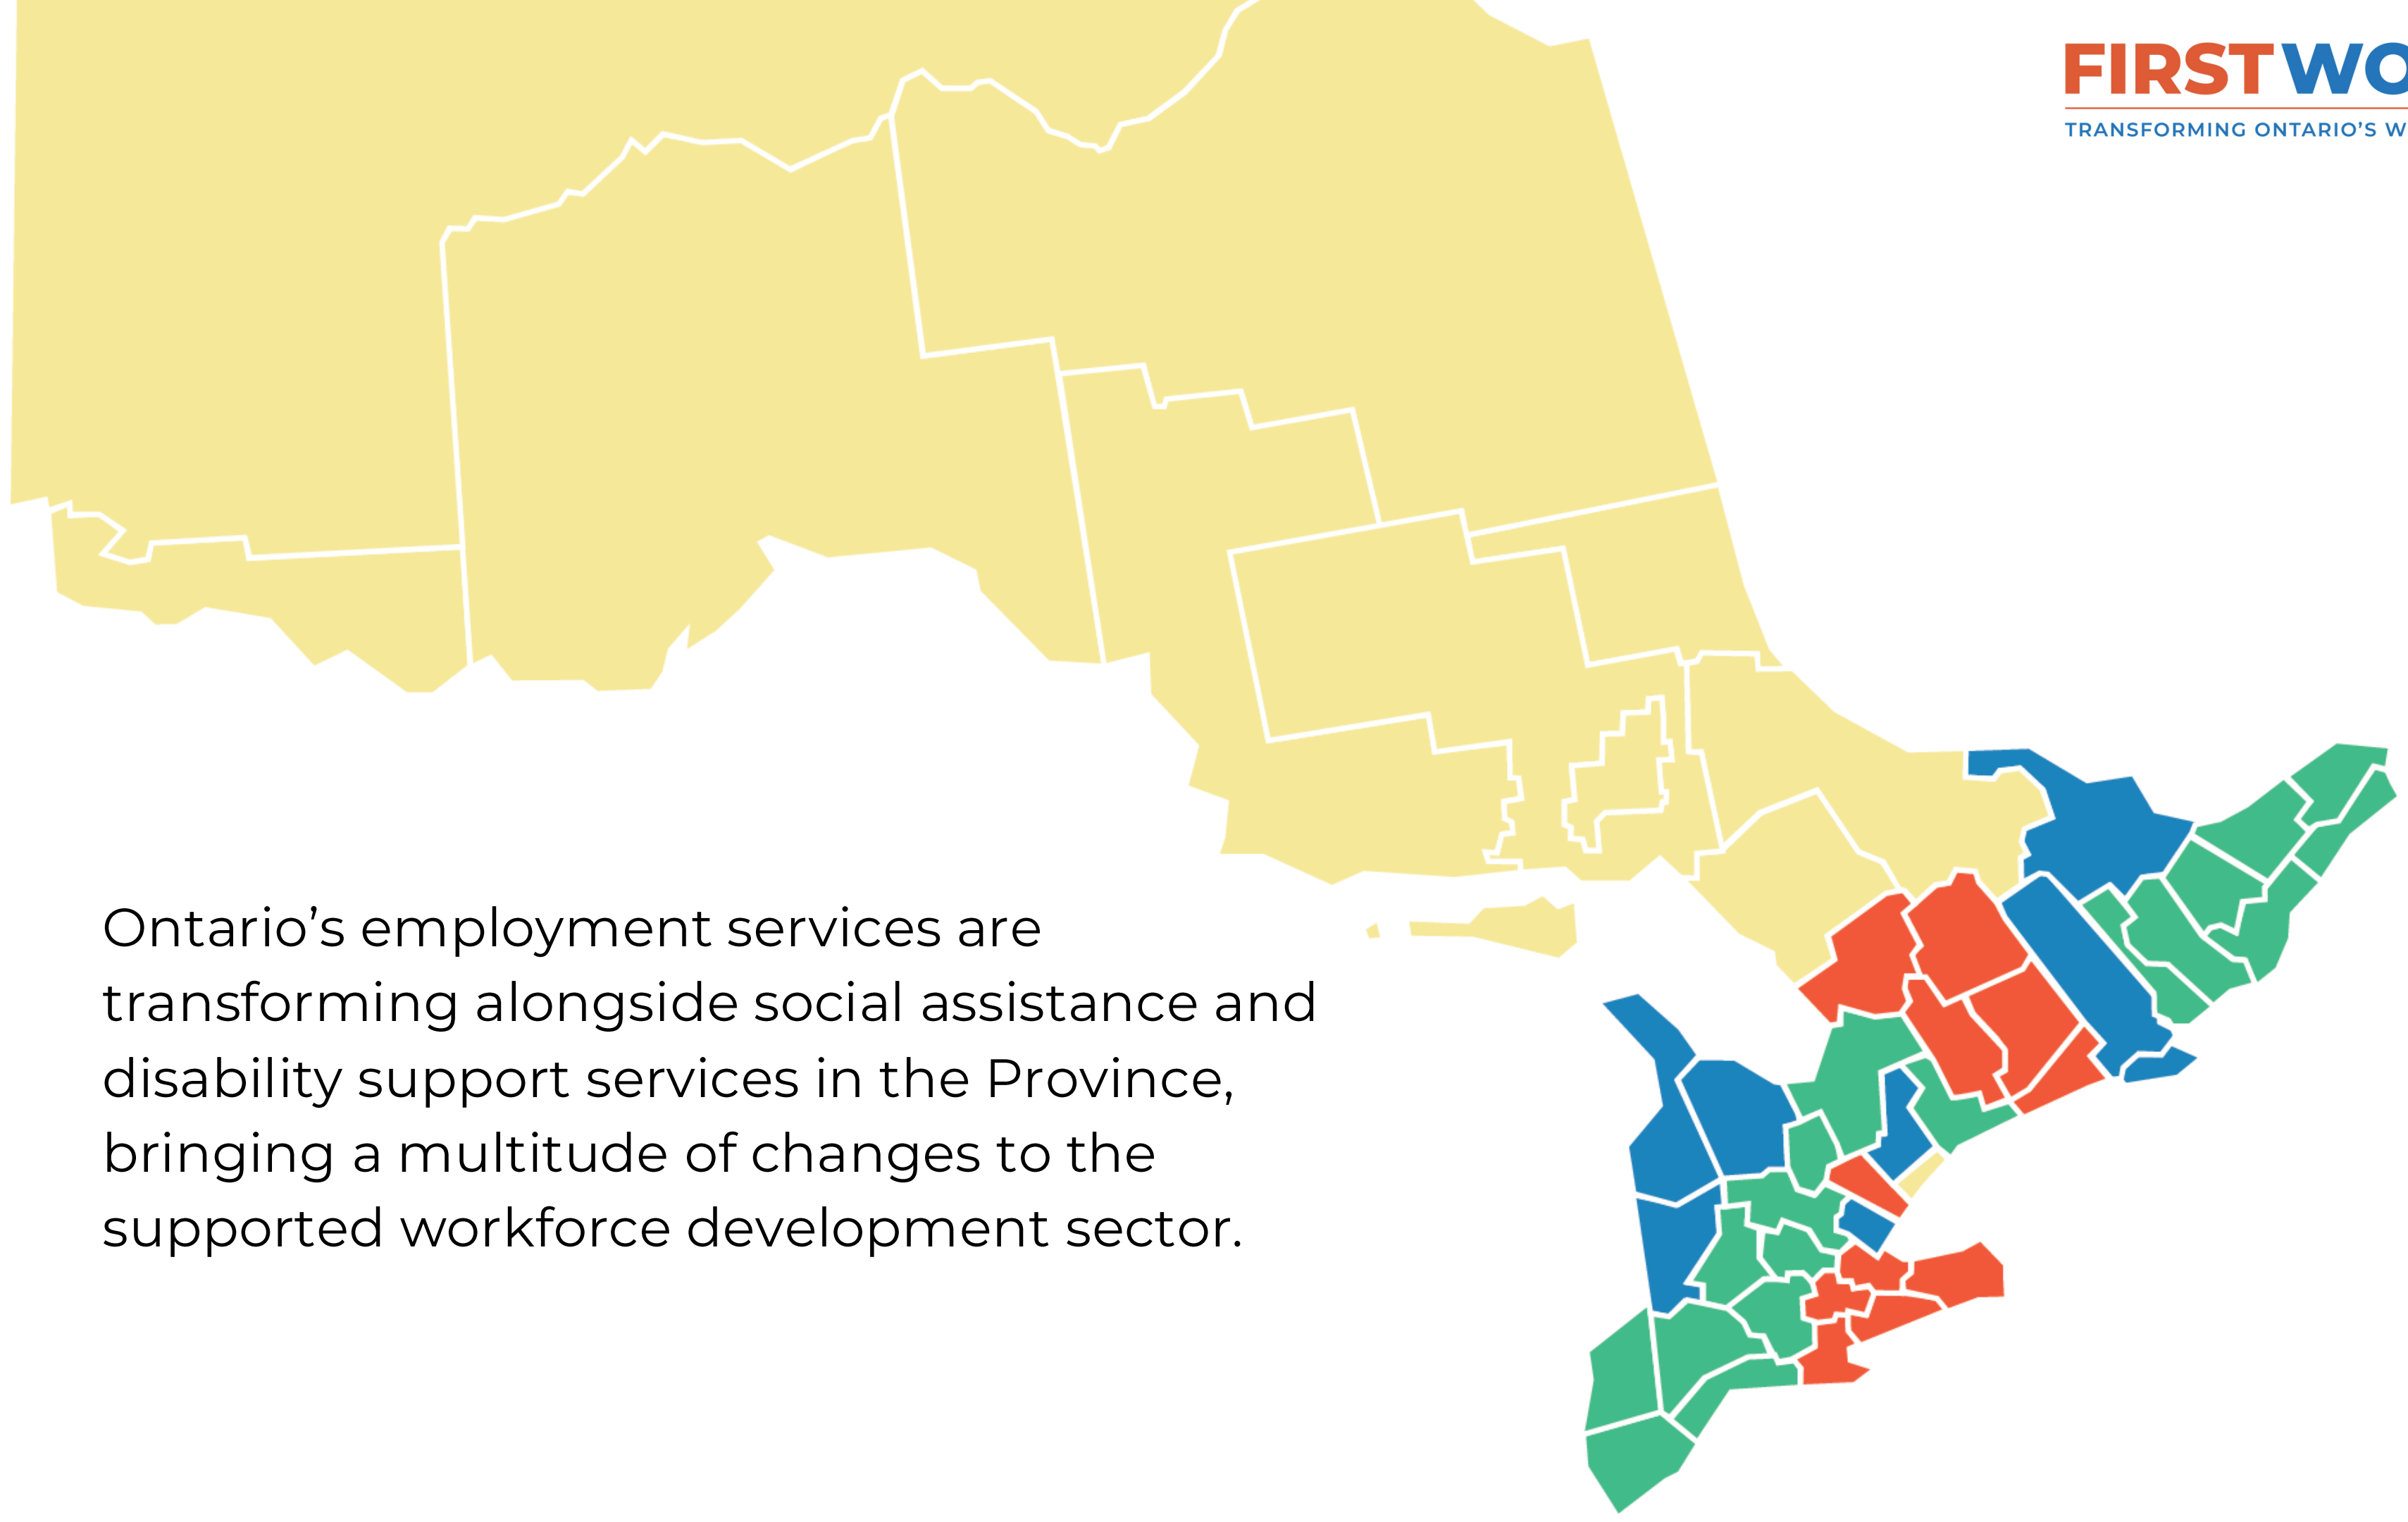 FIRST WO
TRANSFORMING ONTARIO'S W
Ontario's employment services are
transforming alongside social assistance and
disability support services in the Province,
bringing a multitude of changes to the
supported workforce development sector.